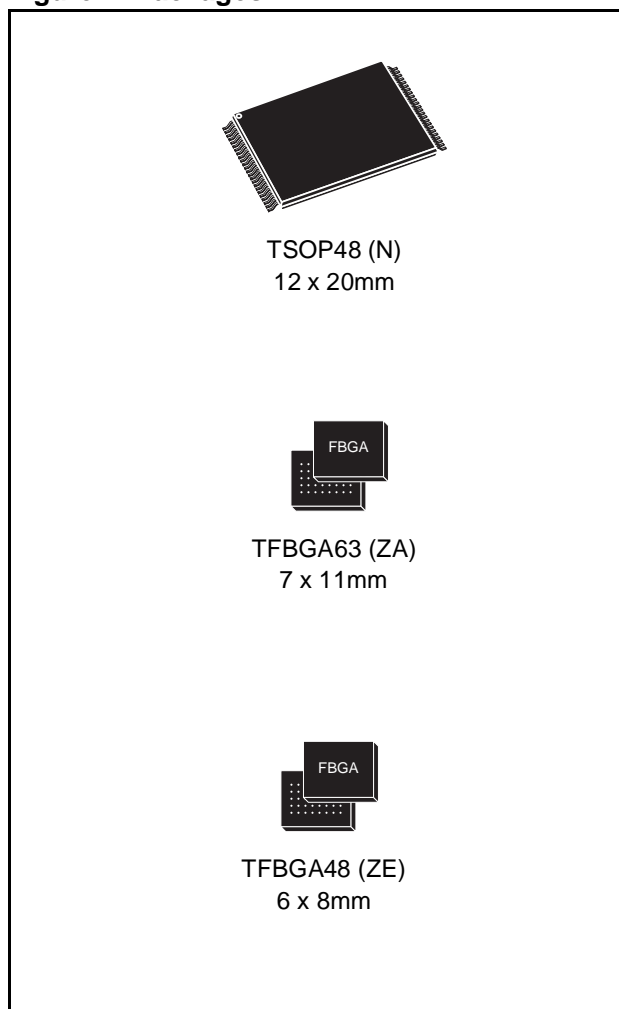 TSOP48 (N)
12 x 20mm
FBGA
TFBGA63 (ZA)
7 x 11mm
FBGA
TFBGA48 (ZE)
6 x 8mm